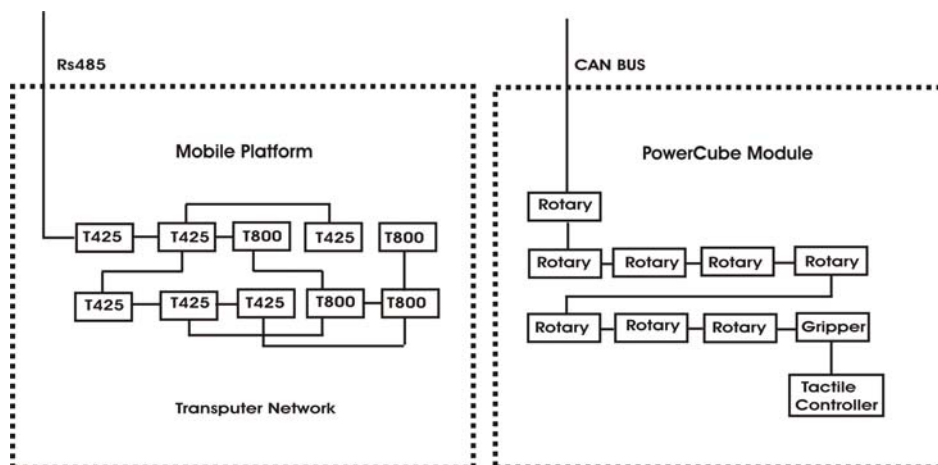 Rs485
CAN BUS
Mobile Platform
PowerCube Module
Rotary
T425 T425 T800 T425 T800
Rotary Rotary Rotary Rotary
T425 T425 T425 T800 T800
Rotary Rotary Rotary Gripper
Tactile
Controller
Transputer Network